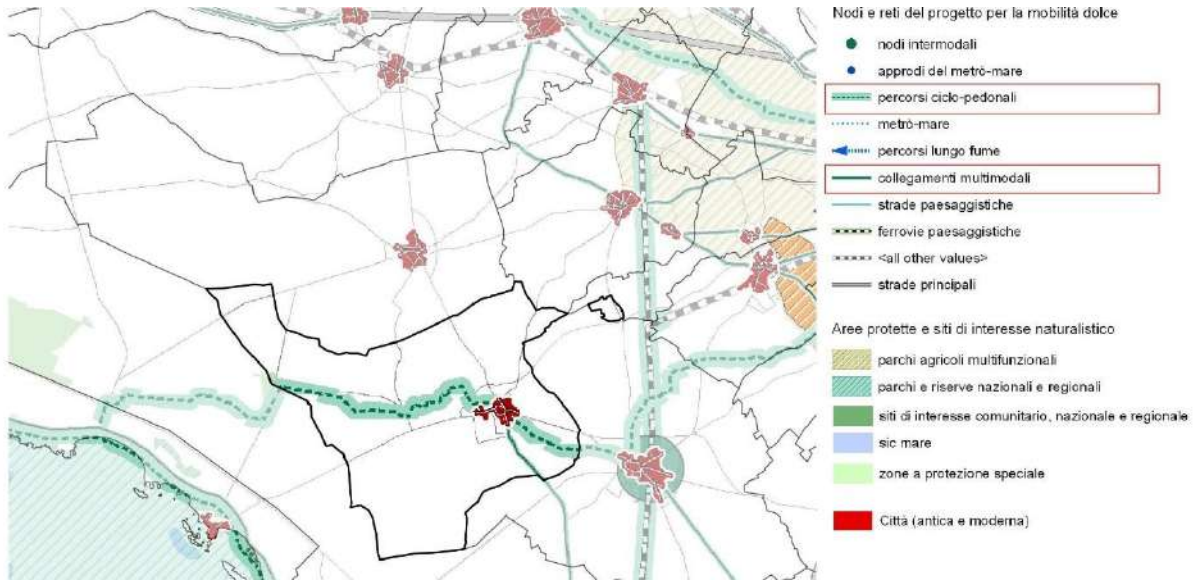 Nodi e reti del progetto per la mobilità dolce
nodi intermodali
approdi del metrò-mare
percorsi ciclo-pedonali
metrò-mare
percorsi lungo fume
collegamenti multimodali
strade paesaggistiche
ferrovie paesaggistiche
<all other values>
strade principali
Aree protette e siti di interesse naturalistico
parchi agricoli multifunzionali
parchi e riserve nazionali e regionali
siti di interesse comunitario, nazionale e regionale
sic mare
zone a protezione speciale
Città (antica e moderna)